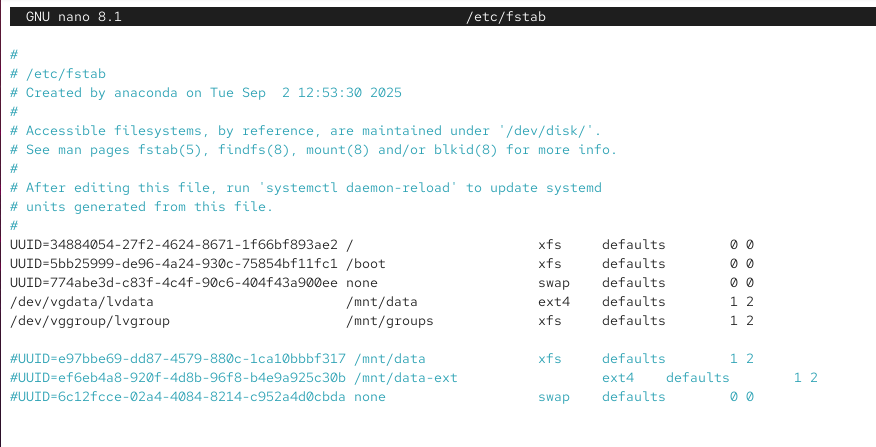 GNU nano 8.1 /etc/fstab
#
# /etc/fstab
# Created by anaconda on Tue Sep  2 12:53:30 2025
#
# Accessible filesystems, by reference, are maintained under '/dev/disk/'.
# See man pages fstab(5), findfs(8), mount(8) and/or blkid(8) for more info.
#
# After editing this file, run 'systemctl daemon-reload' to update systemd
# units generated from this file.
#
UUID=34884054-27f2-4624-8671-1f66bf893ae2 /                       xfs     defaults        0 0
UUID=5bb25999-de96-4a24-930c-75854bf11fc1 /boot                   xfs     defaults        0 0
UUID=774abe3d-c83f-4c4f-90c6-404f43a900ee none                    swap    defaults        0 0
/dev/vgdata/lvdata                        /mnt/data               ext4    defaults        1 2
/dev/vggroup/lvgroup                      /mnt/groups             xfs     defaults        1 2
#UUID=e97bbe69-dd87-4579-880c-1ca10bbbf317 /mnt/data              xfs     defaults        1 2
#UUID=ef6eb4a8-920f-4d8b-96f8-b4e9a925c30b /mnt/data-ext                  ext4    defaults        1 2
#UUID=6c12fcce-02a4-4084-8214-c952a4d0cbda none                   swap    defaults        0 0